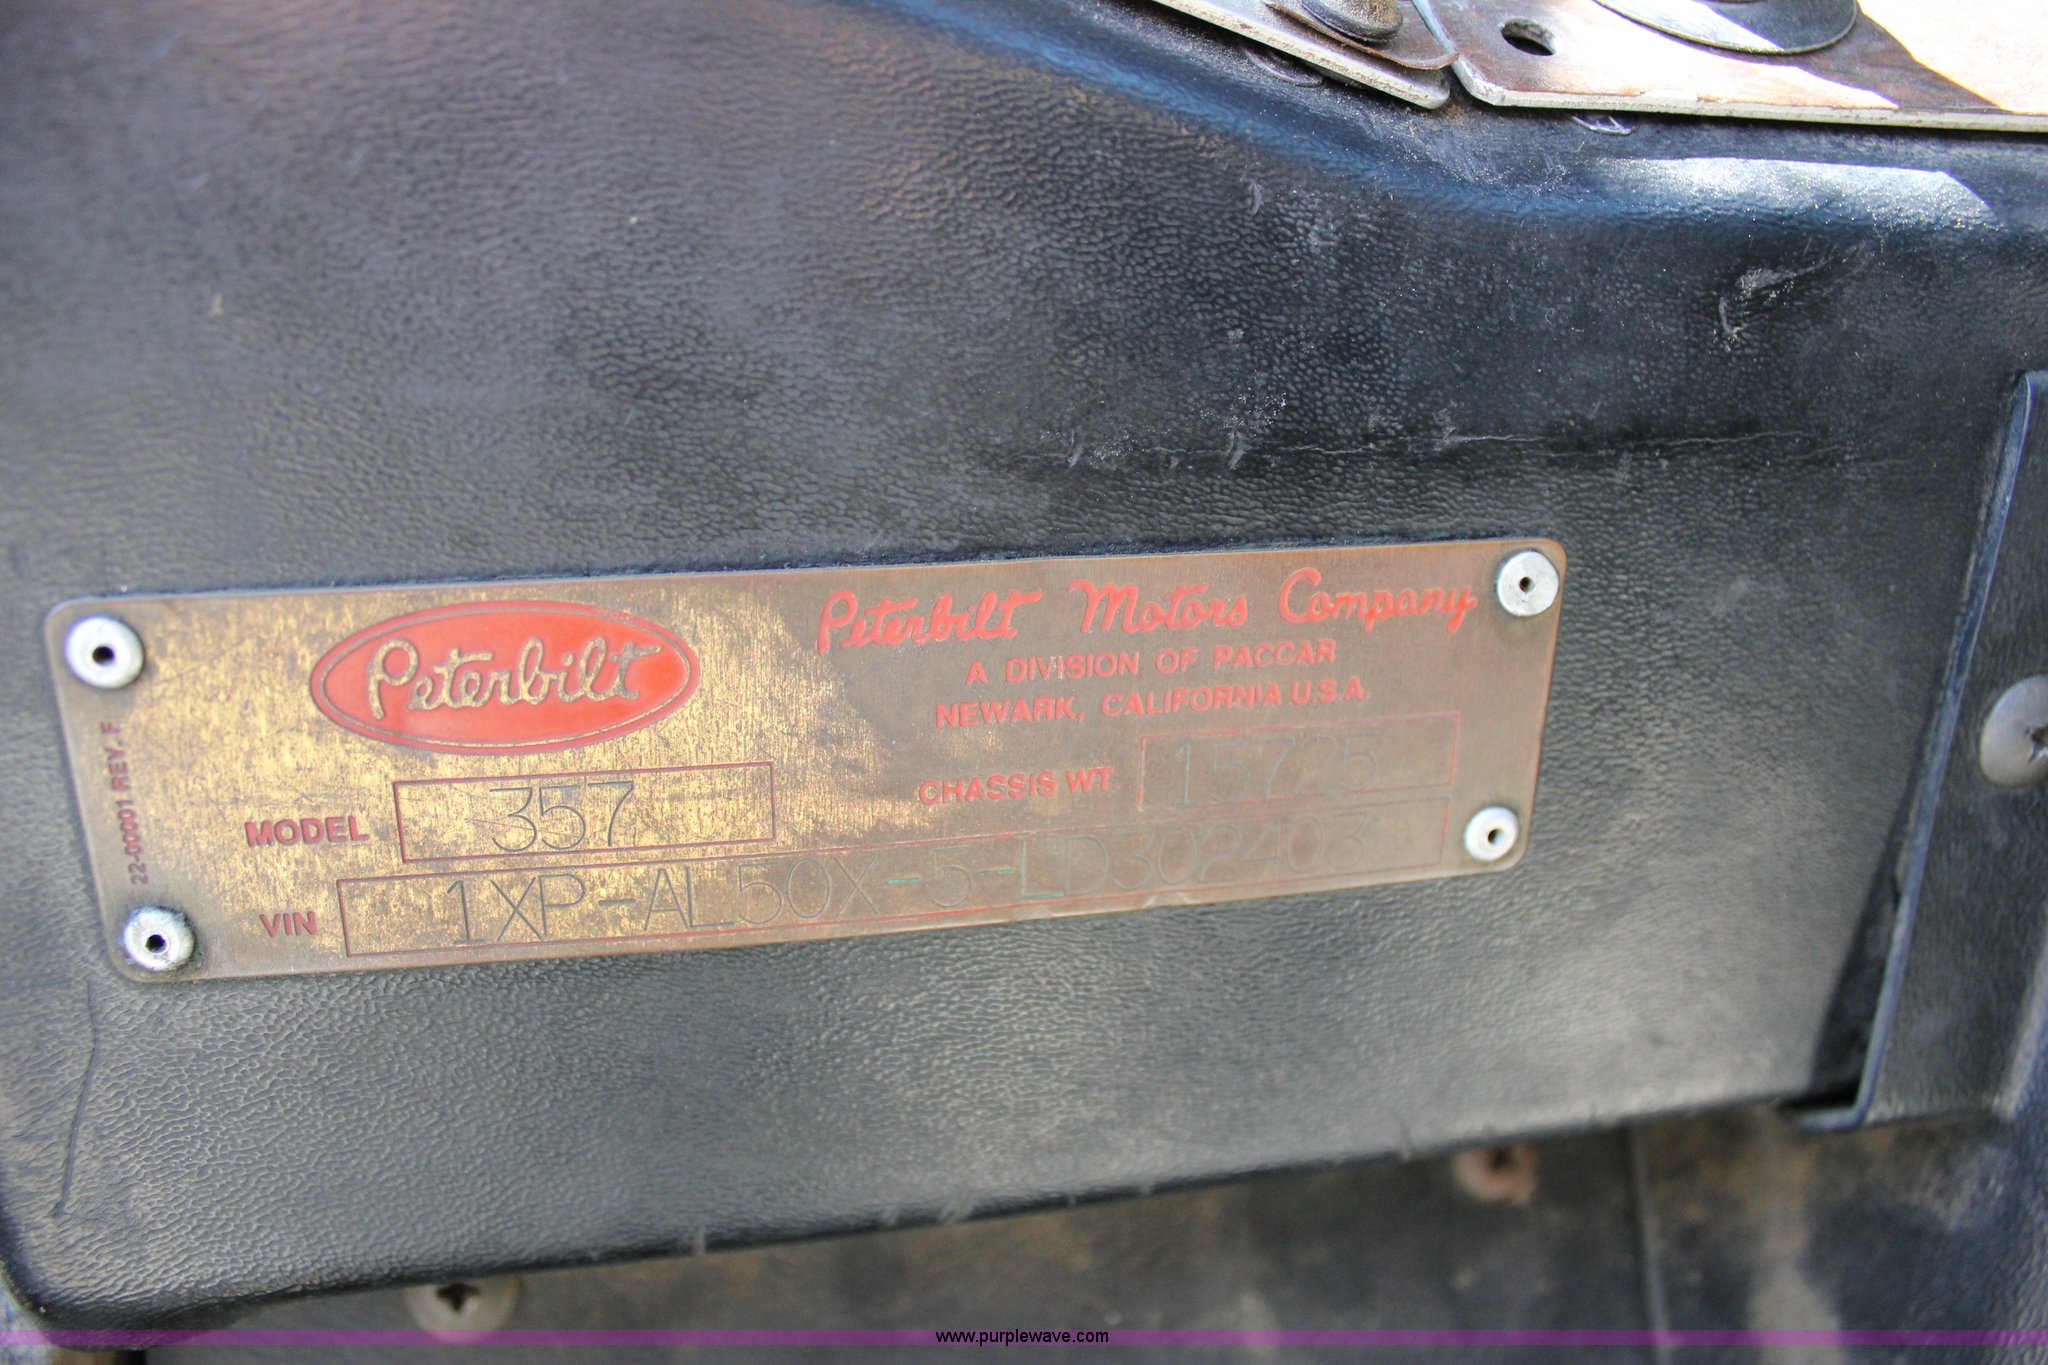 Peterbilt
Peterbilt Motors Company
A DIVISION OF PACCAR
NEWARK, CALIFORNIA U.S.A.
CHASSIS WT. 15725
MODEL 357
VIN 1XP-AL50X-5-LD302403
22-0001 REV. F
www.purplewave.com